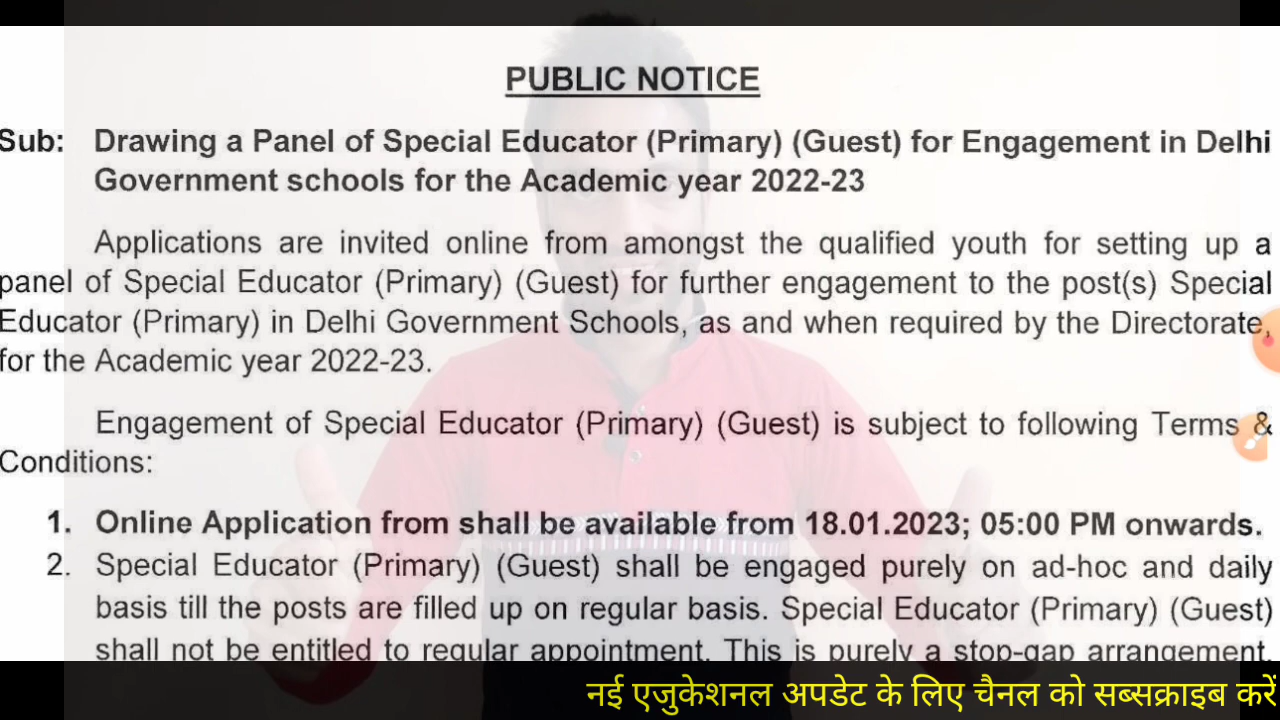 PUBLIC NOTICE
Sub: Drawing a Panel of Special Educator (Primary) (Guest) for Engagement in Delhi
Government schools for the Academic year 2022-23
Applications are invited online from amongst the qualified youth for setting up a
panel of Special Educator (Primary) (Guest) for further engagement to the post(s) Special
Educator (Primary) in Delhi Government Schools, as and when required by the Directorate,
for the Academic year 2022-23.
Engagement of Special Educator (Primary) (Guest) is subject to following Terms &
Conditions:
1. Online Application from shall be available from 18.01.2023; 05:00 PM onwards.
2. Special Educator (Primary) (Guest) shall be engaged purely on ad-hoc and daily
basis till the posts are filled up on regular basis. Special Educator (Primary) (Guest)
shall not be entitled to regular appointment. This is purely a stop-gap arrangement.
नई एजुकेशनल अपडेट के लिए चैनल को सब्सक्राइब करें